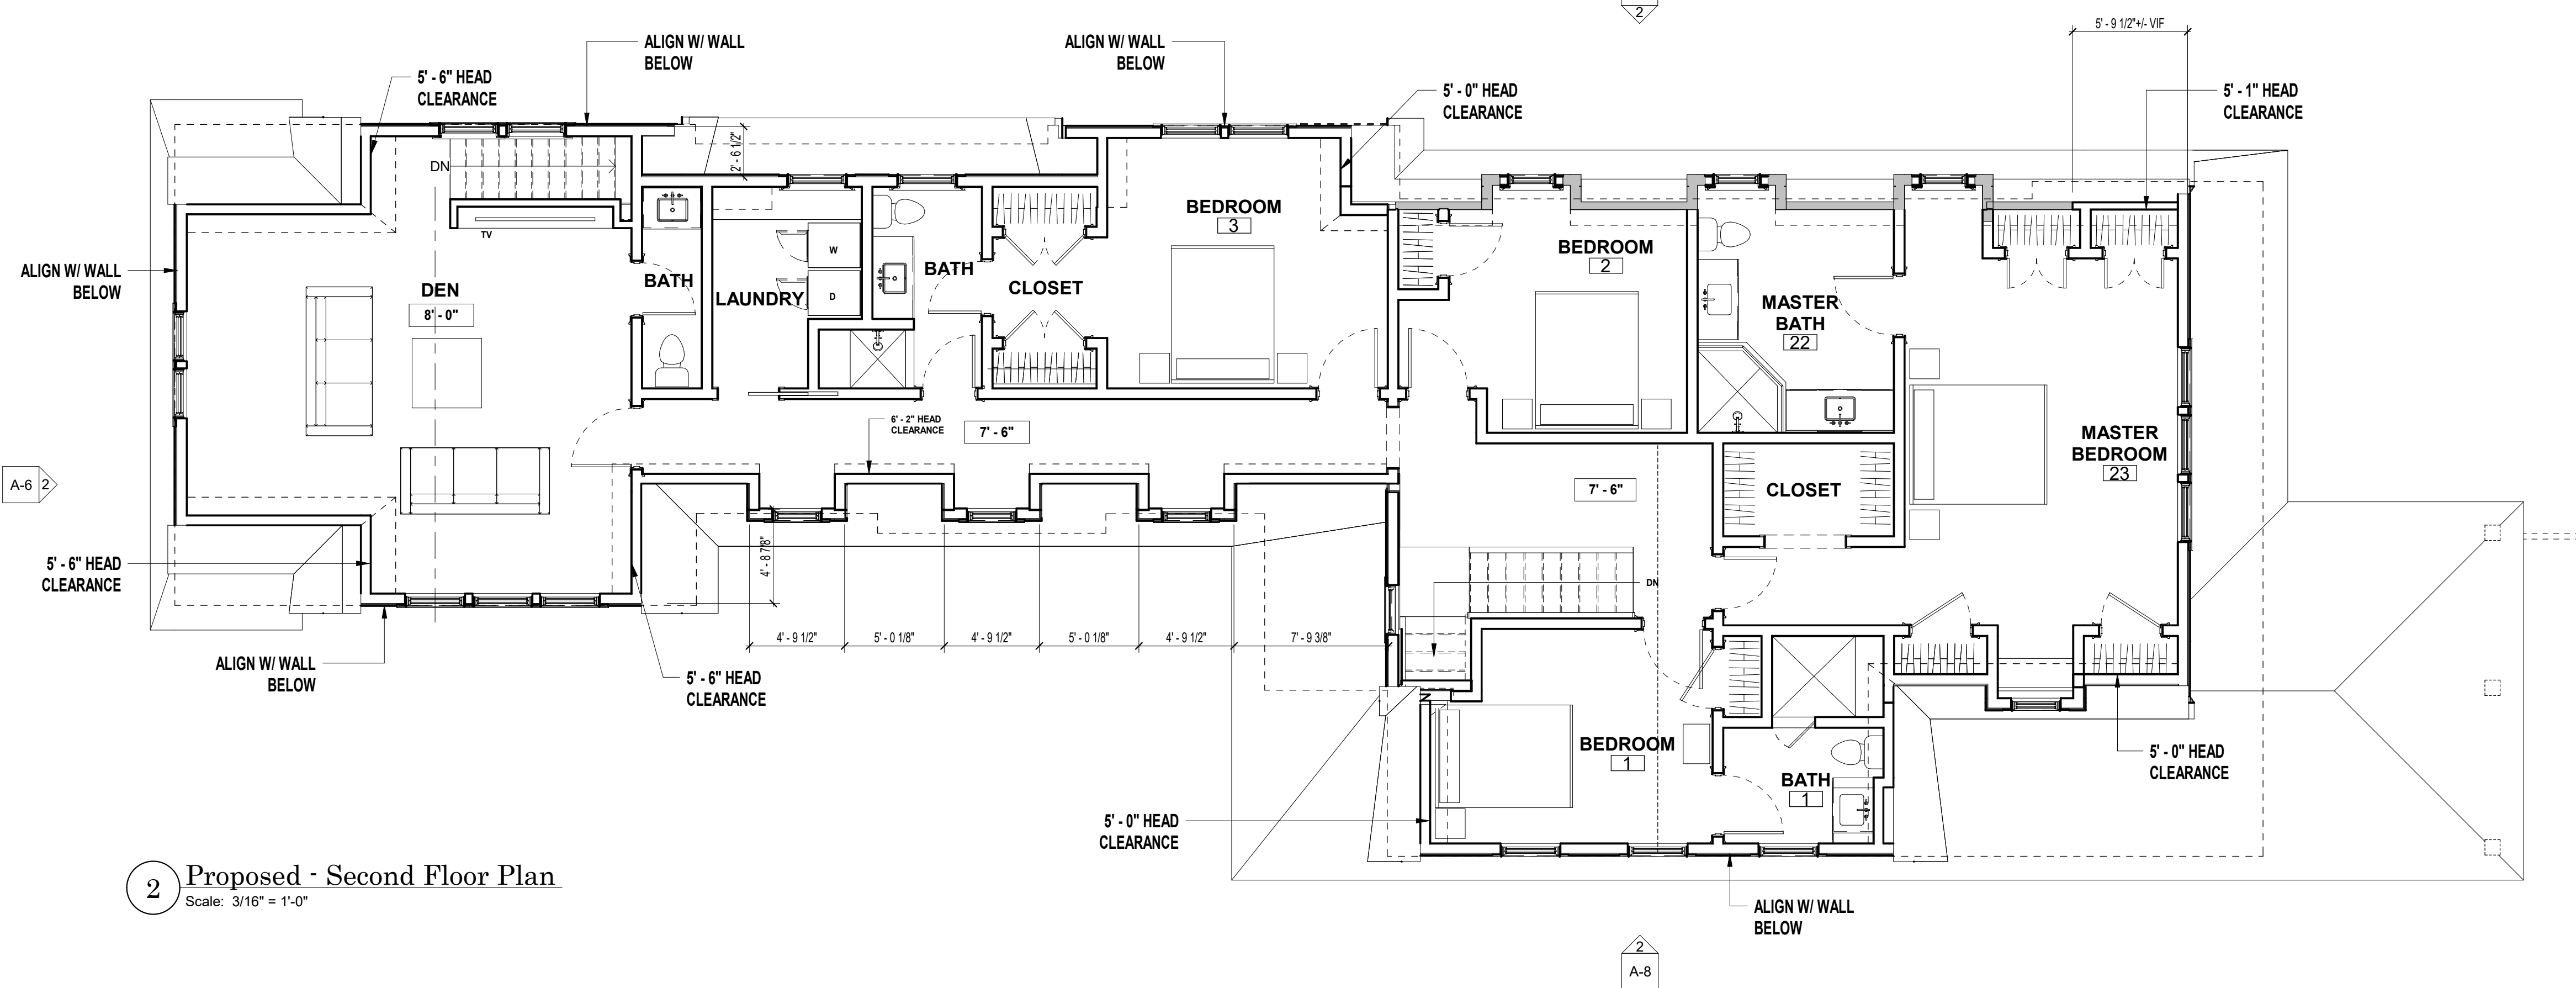 2
5' - 9 1/2"+/- VIF
ALIGN W/ WALL
BELOW
ALIGN W/ WALL
BELOW
5' - 6" HEAD
CLEARANCE
5' - 0" HEAD
CLEARANCE
5' - 1" HEAD
CLEARANCE
2' - 6 1/2"
DN
TV
BEDROOM
3
BEDROOM
2
W
D
BATH
LAUNDRY
BATH
CLOSET
ALIGN W/ WALL
BELOW
DEN
8' - 0"
MASTER
BATH
22
6' - 2" HEAD
CLEARANCE
7' - 6"
MASTER
BEDROOM
23
A-6
2
7' - 6"
CLOSET
4' - 8 7/8"
5' - 6" HEAD
CLEARANCE
DN
4' - 9 1/2"
5' - 0 1/8"
4' - 9 1/2"
5' - 0 1/8"
4' - 9 1/2"
7' - 9 3/8"
ALIGN W/ WALL
BELOW
5' - 6" HEAD
CLEARANCE
BEDROOM
1
BATH
1
5' - 0" HEAD
CLEARANCE
5' - 0" HEAD
CLEARANCE
2
Proposed - Second Floor Plan
Scale: 3/16" = 1'-0"
ALIGN W/ WALL
BELOW
2
A-8